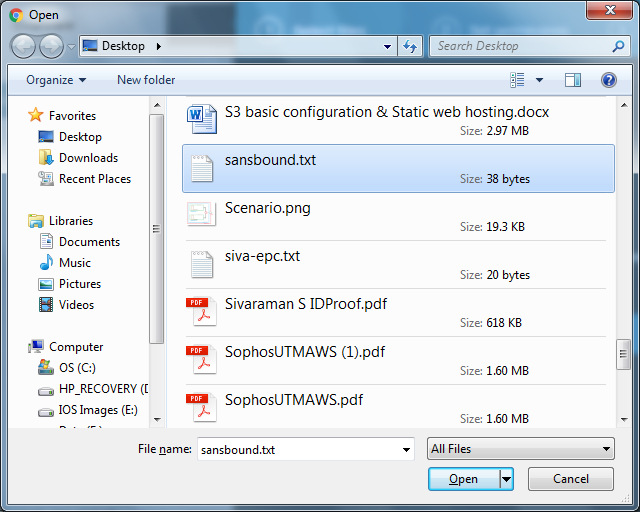 Open
Desktop
Search Desktop
Organize
New folder
Favorites
Desktop
Downloads
Recent Places
Libraries
Documents
Music
Pictures
Videos
Computer
OS (C:)
HP_RECOVERY (D
IOS Images (E:)
S3 basic configuration & Static web hosting.docx
Size: 2.97 MB
sansbound.txt
Size: 38 bytes
Scenario.png
Size: 19.3 KB
siva-epc.txt
Size: 20 bytes
PDF
Sivaraman S IDProof.pdf
Size: 618 KB
PDF
SophosUTMAWS (1).pdf
Size: 1.60 MB
PDF
SophosUTMAWS.pdf
Size: 1.60 MB
File name: sansbound.txt
All Files
Open
Cancel